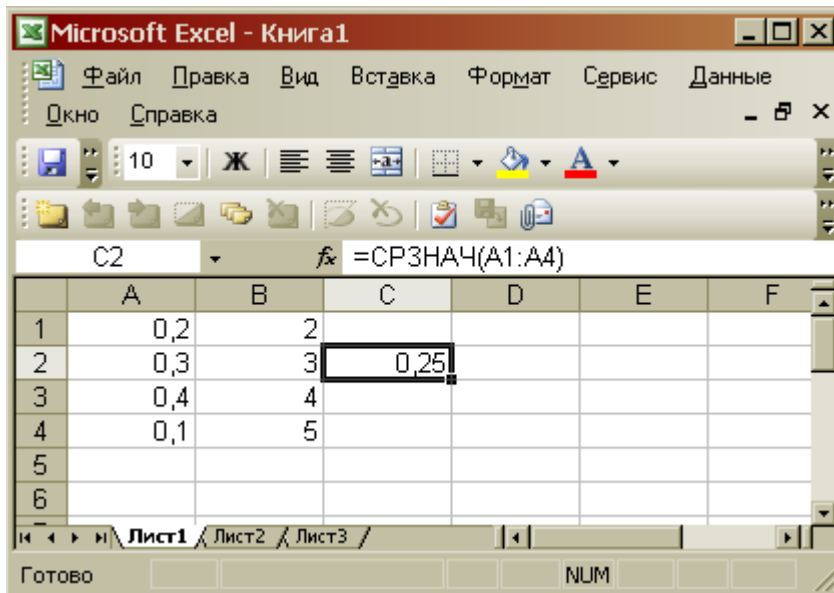 Microsoft Excel - Книга1
Файл Правка Вид Вставка Формат Сервис Данные
Окно Справка
10 Ж A
C2 fx =СРЗНАЧ(A1:A4)
A B C D E F
1 0,2 2
2 0,3 3 0,25
3 0,4 4
4 0,1 5
5
6
Лист1 Лист2 Лист3
Готово NUM